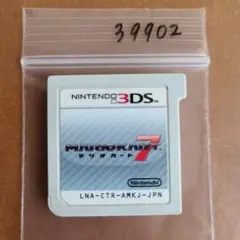 39902
NINTENDO 3DS
MARIOKART 7
マリオカート
Nintendo
LNA-CTR-AMKJ-JPN